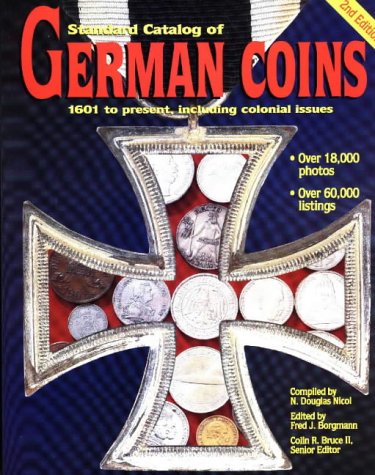 Standard Catalog of
2nd Edition
GERMAN COINS
1601 to present, including colonial issues
• Over 18,000
photos
• Over 60,000
listings
Compiled by
N. Douglas Nicol
Edited by
Fred J. Borgmann
Colin R. Bruce II,
Senior Editor